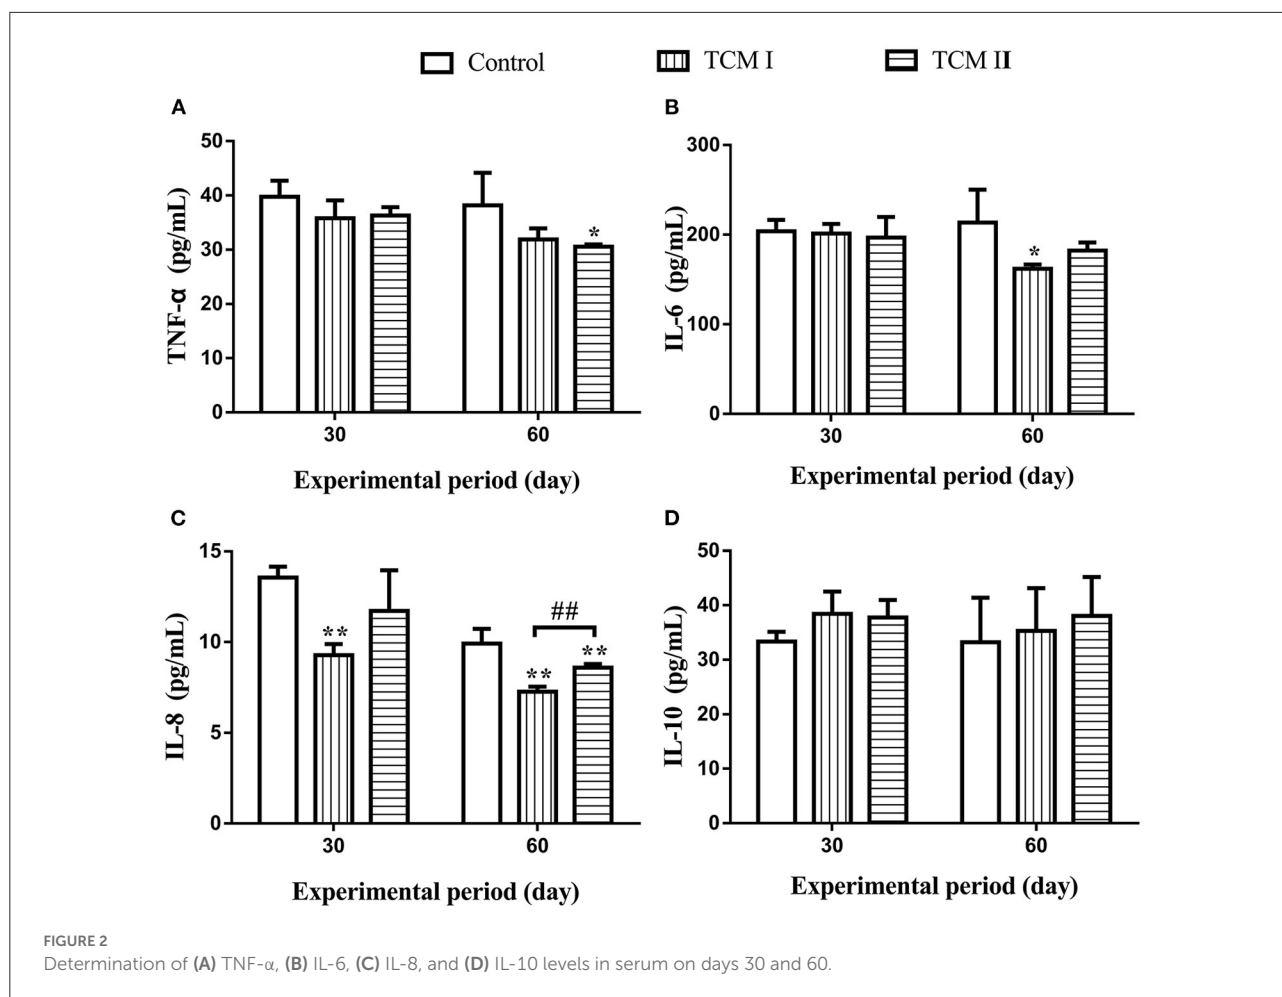 Control TCM I TCM II
A
50
40
30
20
10
0
TNF-α (pg/mL)
*
30 60
Experimental period (day)
B
300
200
100
0
IL-6 (pg/mL)
*
30 60
Experimental period (day)
C
15
10
5
0
IL-8 (pg/mL)
**
##
**
**
30 60
Experimental period (day)
D
50
40
30
20
10
0
IL-10 (pg/mL)
30 60
Experimental period (day)
FIGURE 2
Determination of (A) TNF-α, (B) IL-6, (C) IL-8, and (D) IL-10 levels in serum on days 30 and 60.